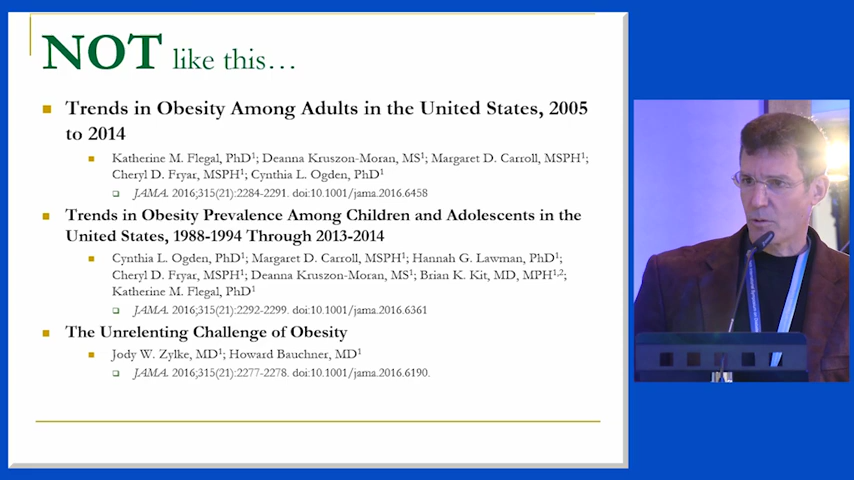 NOT like this…
Trends in Obesity Among Adults in the United States, 2005
to 2014
Katherine M. Flegal, PhD¹; Deanna Kruszon-Moran, MS¹; Margaret D. Carroll, MSPH¹;
Cheryl D. Fryar, MSPH¹; Cynthia L. Ogden, PhD¹
JAMA. 2016;315(21):2284-2291. doi:10.1001/jama.2016.6458
Trends in Obesity Prevalence Among Children and Adolescents in the
United States, 1988-1994 Through 2013-2014
Cynthia L. Ogden, PhD¹; Margaret D. Carroll, MSPH¹; Hannah G. Lawman, PhD¹;
Cheryl D. Fryar, MSPH¹; Deanna Kruszon-Moran, MS¹; Brian K. Kit, MD, MPH¹,²;
Katherine M. Flegal, PhD¹
JAMA. 2016;315(21):2292-2299. doi:10.1001/jama.2016.6361
The Unrelenting Challenge of Obesity
Jody W. Zylke, MD¹; Howard Bauchner, MD¹
JAMA. 2016;315(21):2277-2278. doi:10.1001/jama.2016.6190.